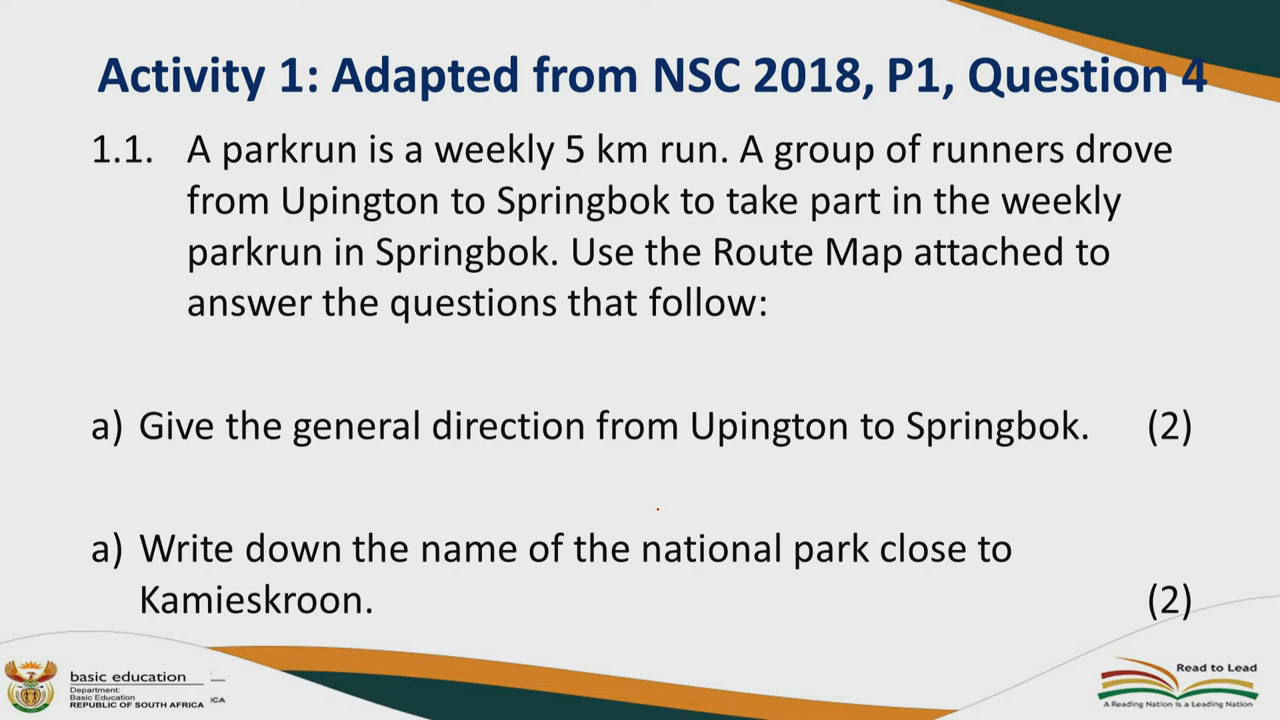 Activity 1: Adapted from NSC 2018, P1, Question 4
1.1. A parkrun is a weekly 5 km run. A group of runners drove
from Upington to Springbok to take part in the weekly
parkrun in Springbok. Use the Route Map attached to
answer the questions that follow:
a) Give the general direction from Upington to Springbok. (2)
a) Write down the name of the national park close to
Kamieskroon. (2)
basic education
Department:
Basic Education
REPUBLIC OF SOUTH AFRICA
ICA
Read to Lead
A Reading Nation is a Leading Nation